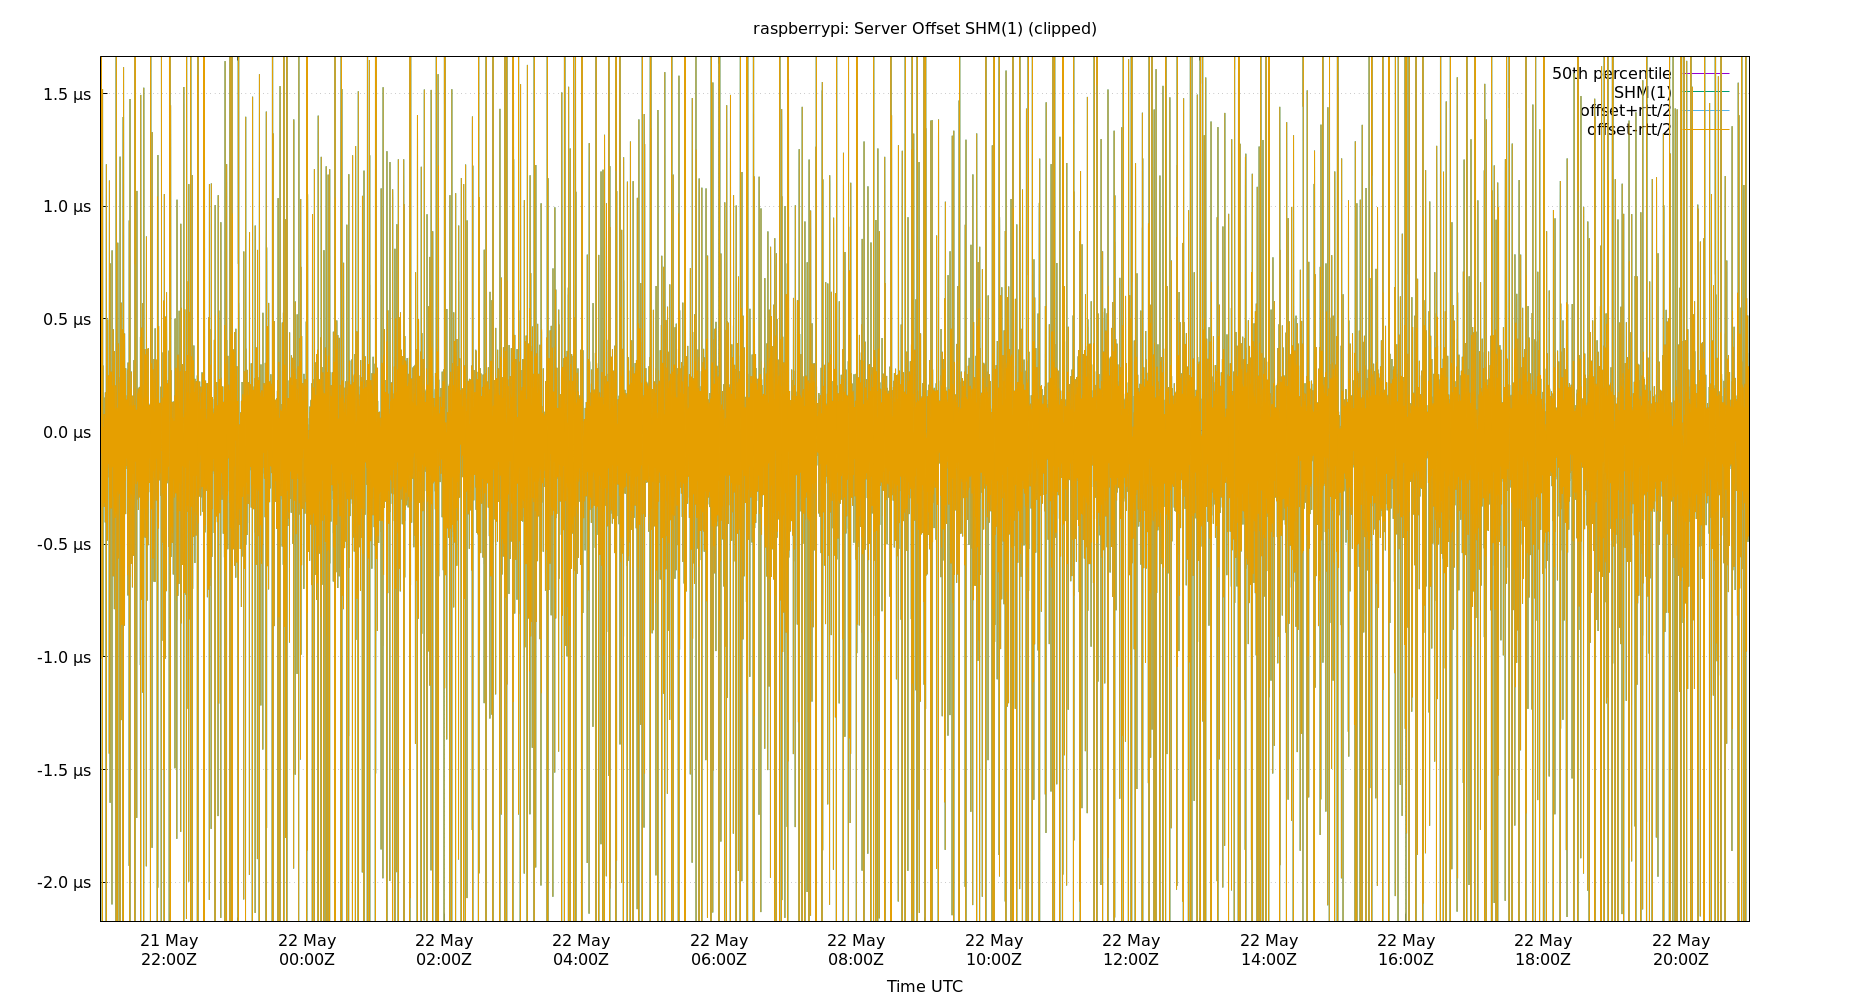 raspberrypi: Server Offset SHM(1) (clipped)
50th percentile
SHM(1)
offset+rtt/2
offset-rtt/2
1.5 µs
1.0 µs
0.5 µs
0.0 µs
-0.5 µs
-1.0 µs
-1.5 µs
-2.0 µs
21 May 22 May 22 May 22 May 22 May 22 May 22 May 22 May 22 May 22 May 22 May 22 May
22:00Z 00:00Z 02:00Z 04:00Z 06:00Z 08:00Z 10:00Z 12:00Z 14:00Z 16:00Z 18:00Z 20:00Z
Time UTC